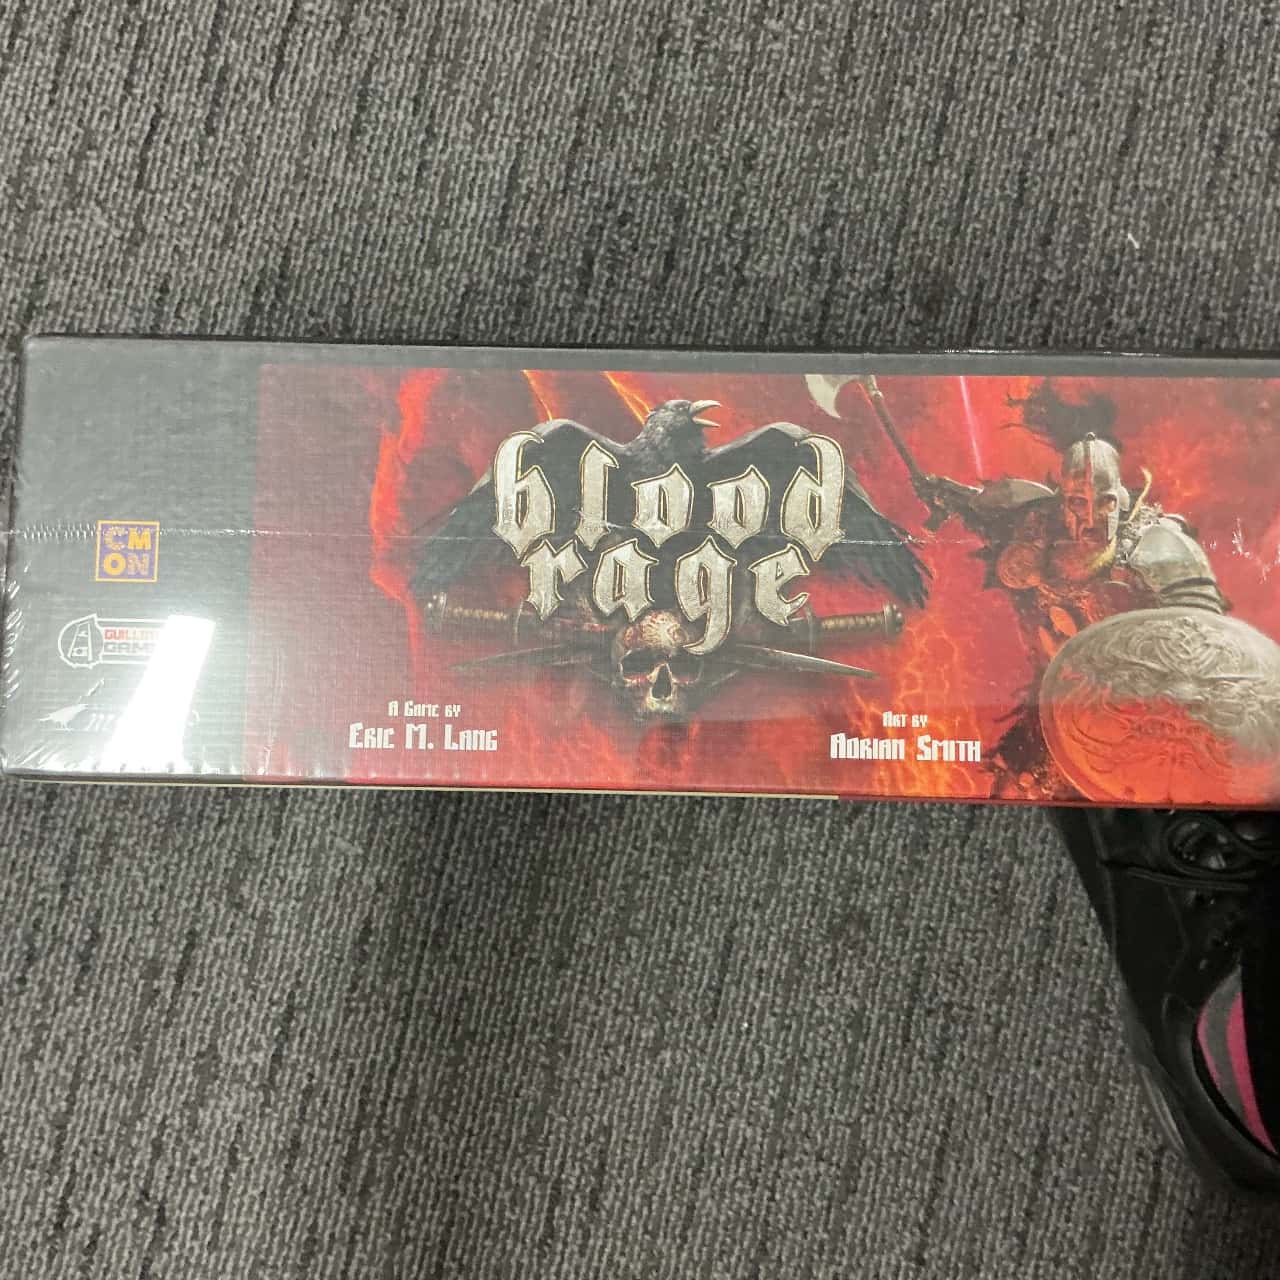 blood
rage
CM
ON
A Game by
Eric M. Lang
Art by
Adrian Smith